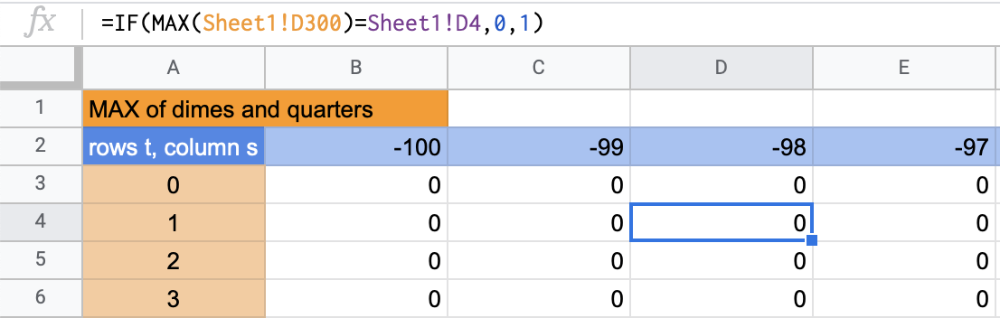 fx =IF(MAX(Sheet1!D300)=Sheet1!D4,0,1)
A B C D E
1 MAX of dimes and quarters
2 rows t, column s -100 -99 -98 -97
3 0 0 0 0 0
4 1 0 0 0 0
5 2 0 0 0 0
6 3 0 0 0 0